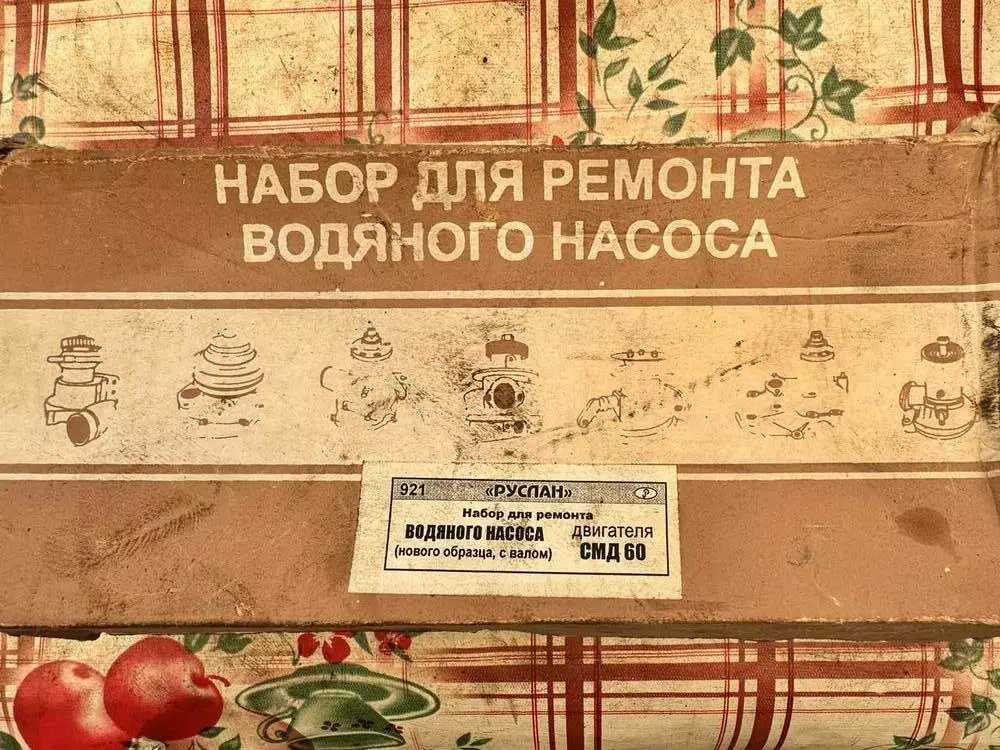 НАБОР ДЛЯ РЕМОНТА
ВОДЯНОГО НАСОСА
921 «РУСЛАН»
Набор для ремонта
ВОДЯНОГО НАСОСА двигателя
(нового образца, с валом) СМД 60